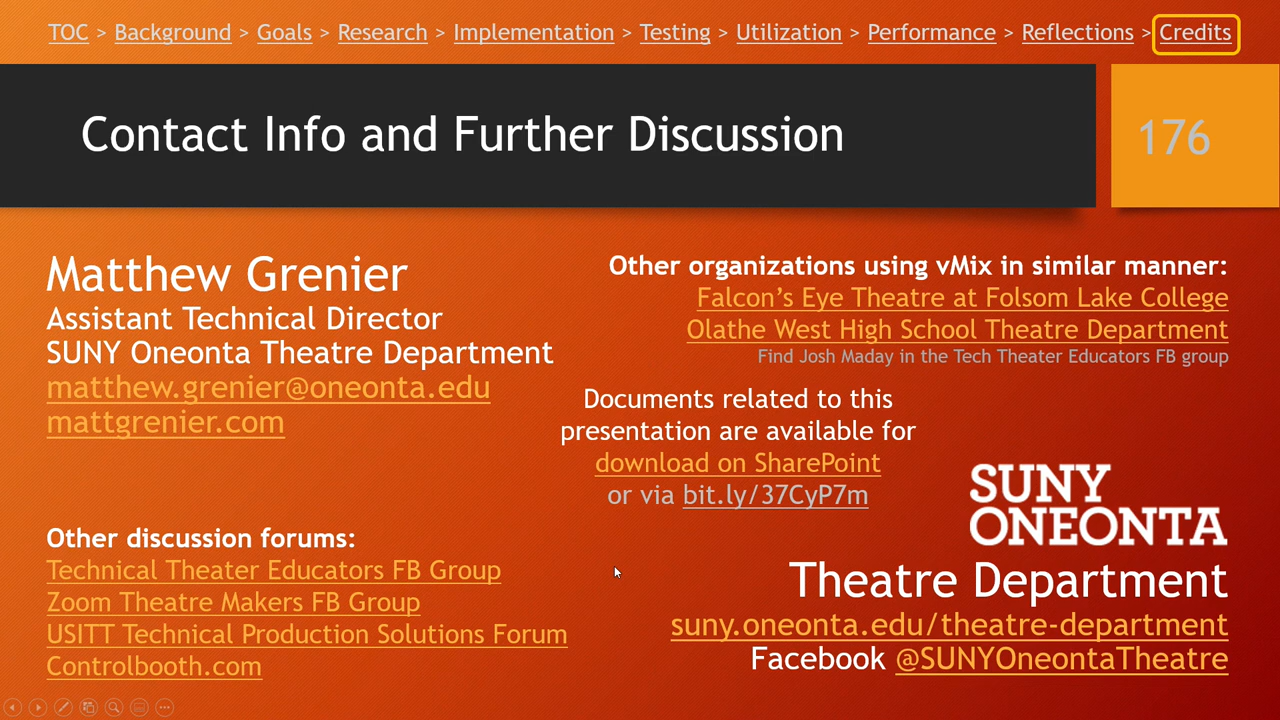 TOC > Background > Goals > Research > Implementation > Testing > Utilization > Performance > Reflections > Credits
Contact Info and Further Discussion
176
Matthew Grenier
Assistant Technical Director
SUNY Oneonta Theatre Department
matthew.grenier@oneonta.edu
mattgrenier.com
Other organizations using vMix in similar manner:
Falcon’s Eye Theatre at Folsom Lake College
Olathe West High School Theatre Department
Find Josh Maday in the Tech Theater Educators FB group
Documents related to this
presentation are available for
download on SharePoint
or via bit.ly/37CyP7m
Other discussion forums:
Technical Theater Educators FB Group
Zoom Theatre Makers FB Group
USITT Technical Production Solutions Forum
Controlbooth.com
SUNY
ONEONTA
Theatre Department
suny.oneonta.edu/theatre-department
Facebook @SUNYOneontaTheatre